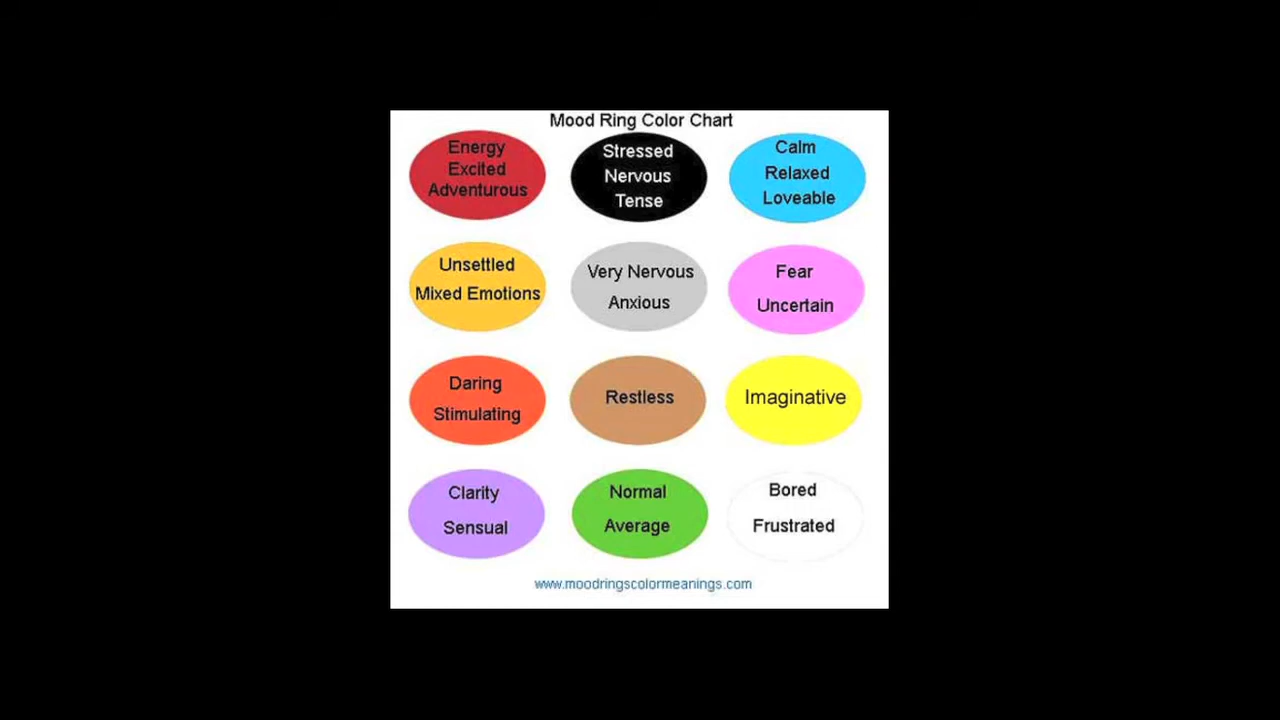 Mood Ring Color Chart
Energy
Excited
Adventurous
Stressed
Nervous
Tense
Calm
Relaxed
Loveable
Unsettled
Mixed Emotions
Very Nervous
Anxious
Fear
Uncertain
Daring
Stimulating
Restless
Imaginative
Clarity
Sensual
Normal
Average
Bored
Frustrated
www.moodringscolormeanings.com